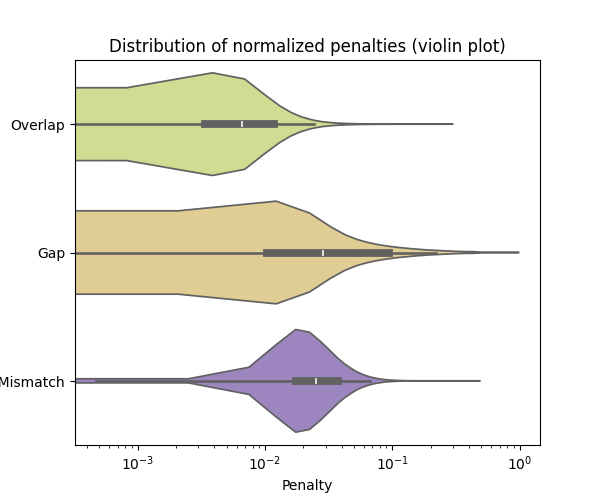 Distribution of normalized penalties (violin plot)
Overlap
Gap
Mismatch
10⁻³ 10⁻² 10⁻¹ 10⁰
Penalty